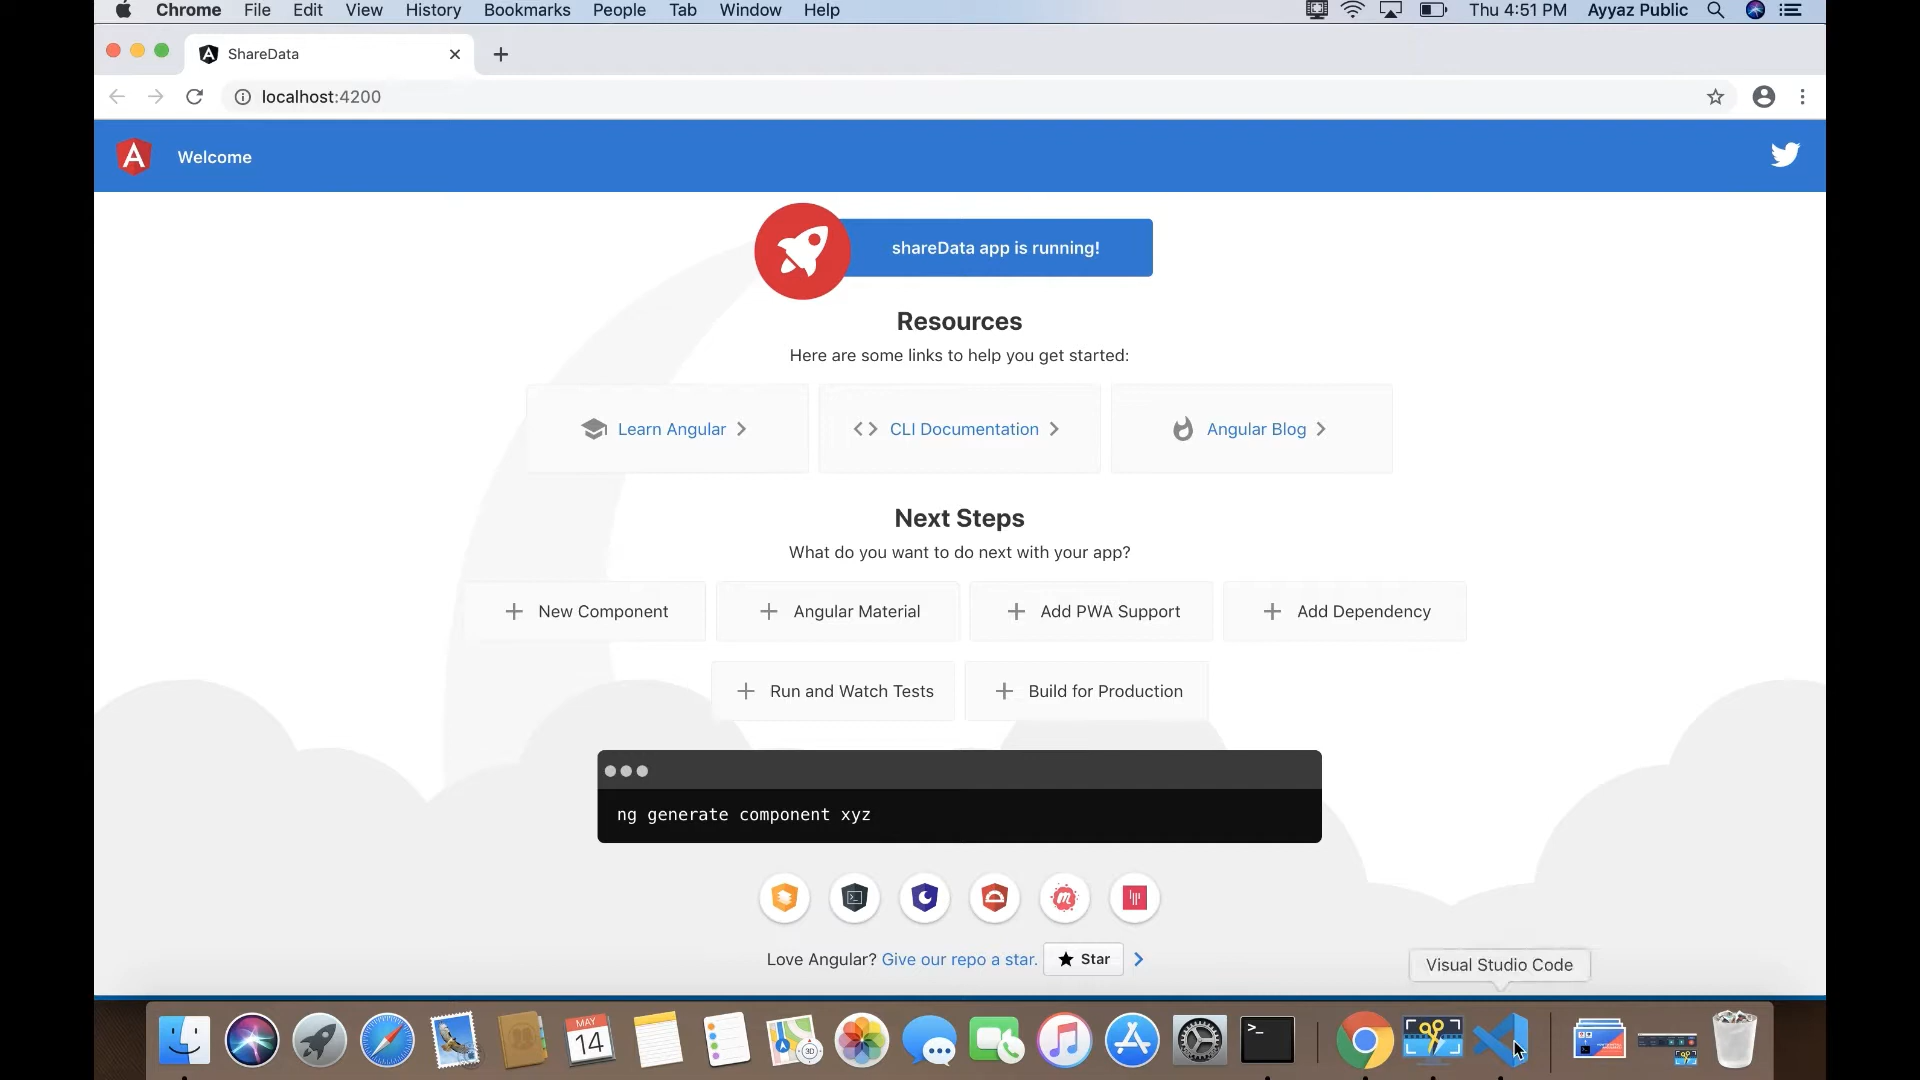 Chrome File Edit View History Bookmarks People Tab Window Help Thu 4:51 PM Ayyaz Public
ShareData
localhost:4200
Welcome
shareData app is running!
Resources
Here are some links to help you get started:
Learn Angular
CLI Documentation
Angular Blog
Next Steps
What do you want to do next with your app?
New Component
Angular Material
Add PWA Support
Add Dependency
Run and Watch Tests
Build for Production
ng generate component xyz
Love Angular? Give our repo a star. Star
Visual Studio Code
MAY
14
3D